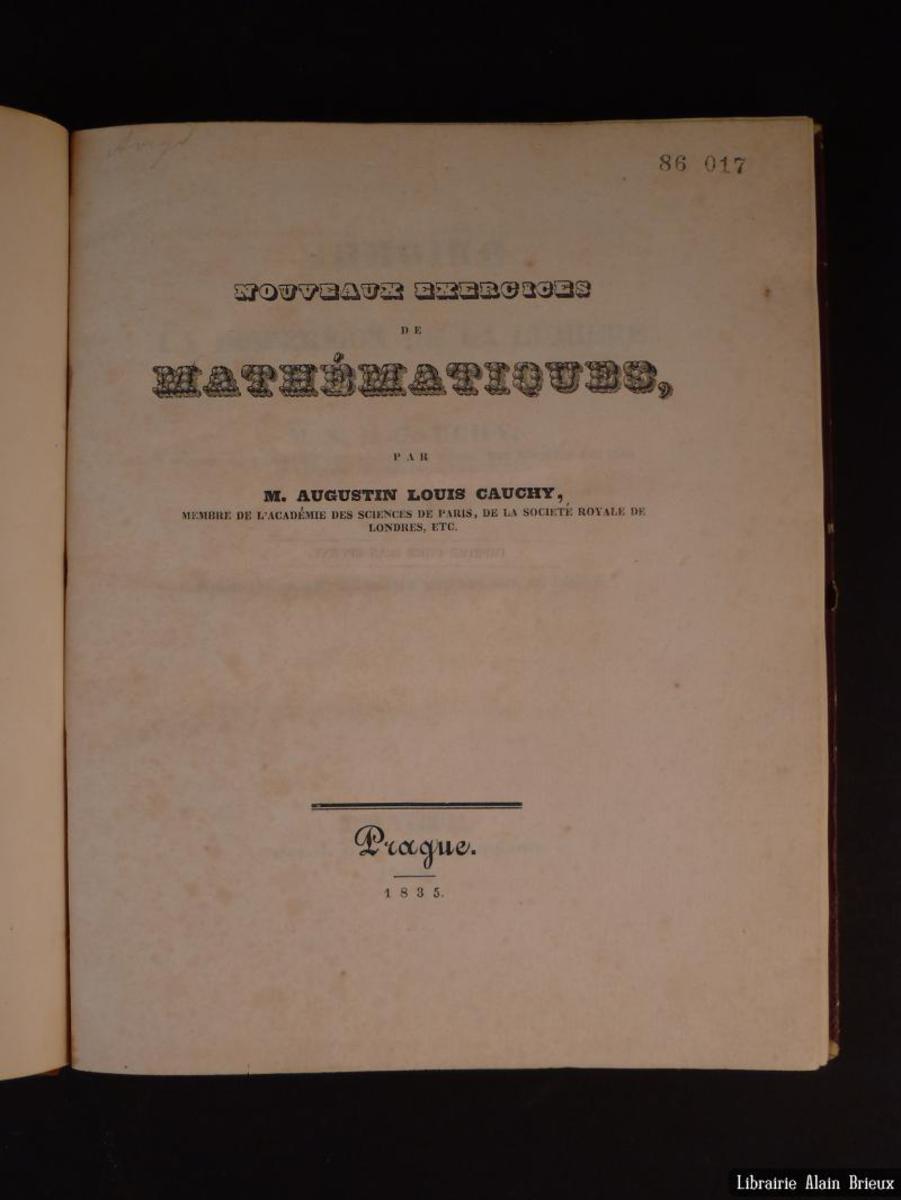 86 017
NOUVEAUX EXERCICES
DE
MATHÉMATIQUES,
PAR
M. AUGUSTIN LOUIS CAUCHY,
MEMBRE DE L'ACADÉMIE DES SCIENCES DE PARIS, DE LA SOCIETÉ ROYALE DE
LONDRES, ETC.
Prague.
1835.
Librairie Alain Brieux